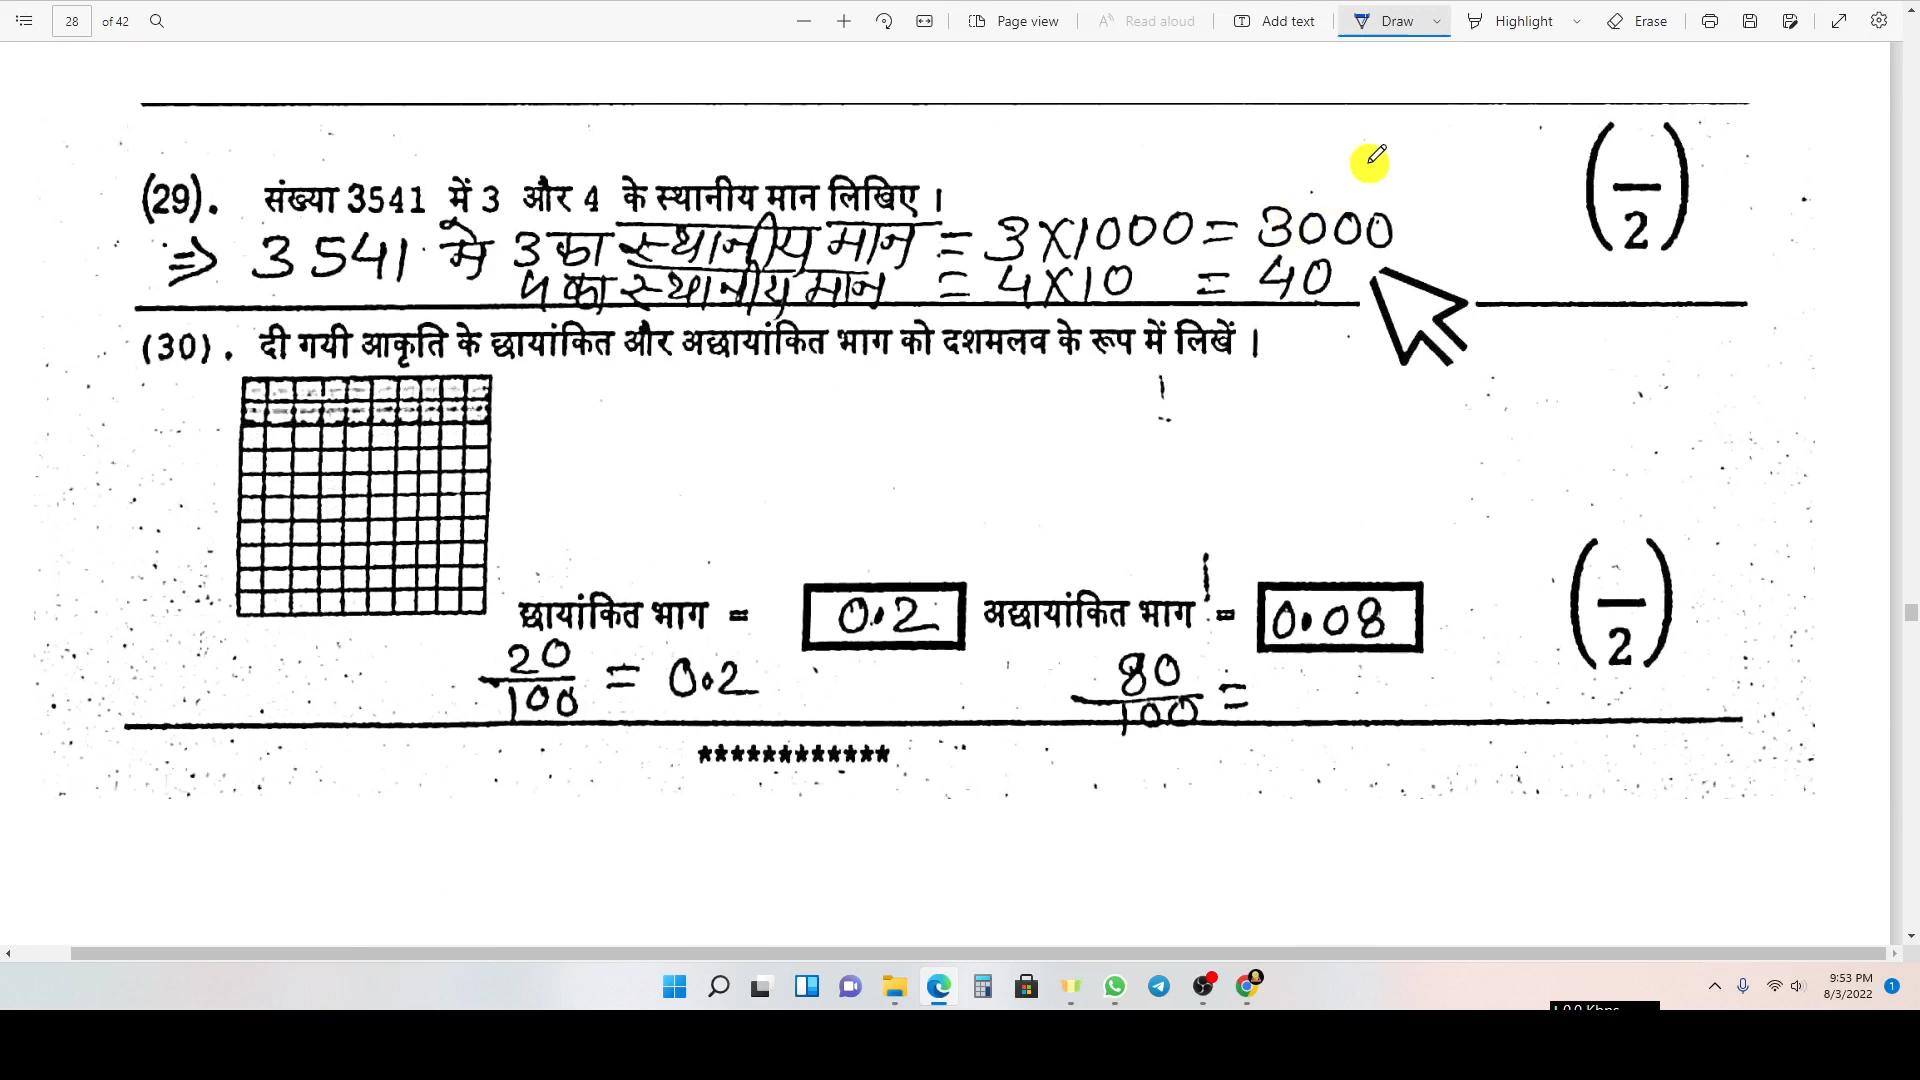 28 of 42 Page view Read aloud Add text Draw Highlight Erase
(29). संख्या 3541 में 3 और 4 के स्थानीय मान लिखिए ।
⇒ 3541 मे 3 का स्थानीय मान = 3×1000 = 3000
4 का स्थानीय मान = 4×10 = 40
(—/2)
(30). दी गयी आकृति के छायांकित और अछायांकित भाग को दशमलव के रूप में लिखें ।
छायांकित भाग = 0.2 अछायांकित भाग = 0.08
(—/2)
20/100 = 0.2 80/100 =
************
9:53 PM
8/3/2022
1